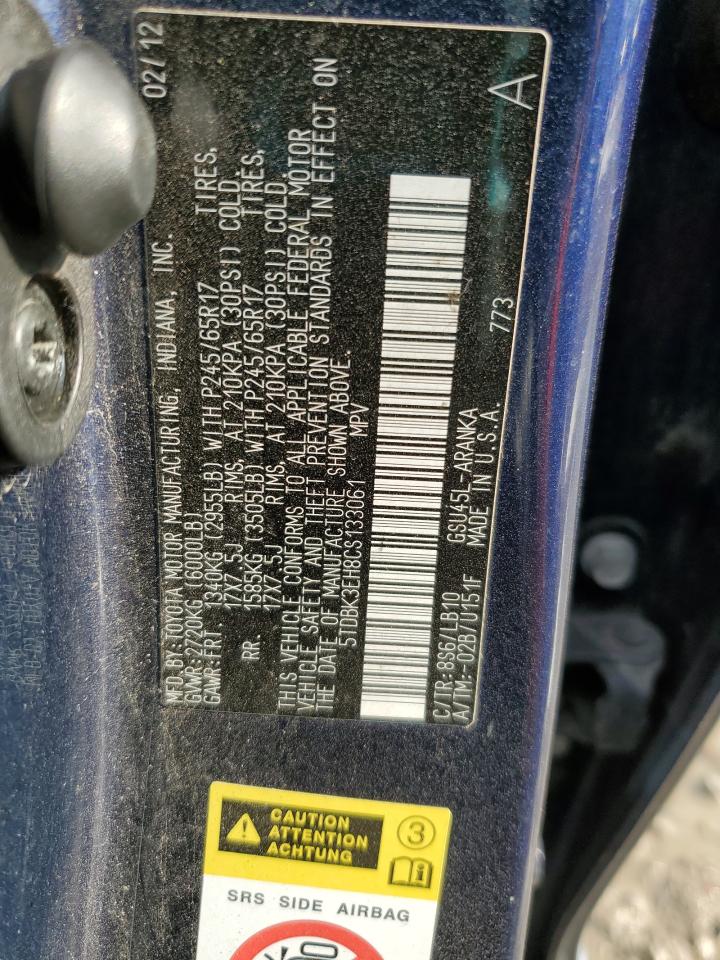 MFD. BY:TOYOTA MOTOR MANUFACTURING, INDIANA, INC. 02/12
GVWR:2720KG (6000LB)
GAWR:FRT. 1340KG (2955LB) WITH P245/65R17 TIRES,
17X7.5J RIMS, AT 210KPA (30PSI) COLD.
RR. 1585KG (3505LB) WITH P245/65R17 TIRES,
17X7.5J RIMS, AT 210KPA (30PSI) COLD.
THIS VEHICLE CONFORMS TO ALL APPLICABLE FEDERAL MOTOR
VEHICLE SAFETY AND THEFT PREVENTION STANDARDS IN EFFECT ON
THE DATE OF MANUFACTURE SHOWN ABOVE.
5TDBK3EH8CS133061 MPV
C/TR:8S6/LB10 GSU45L-ARANKA
A/TM:-02B/U151F MADE IN U.S.A. 773 A
CAUTION
ATTENTION
ACHTUNG
3
SRS SIDE AIRBAG